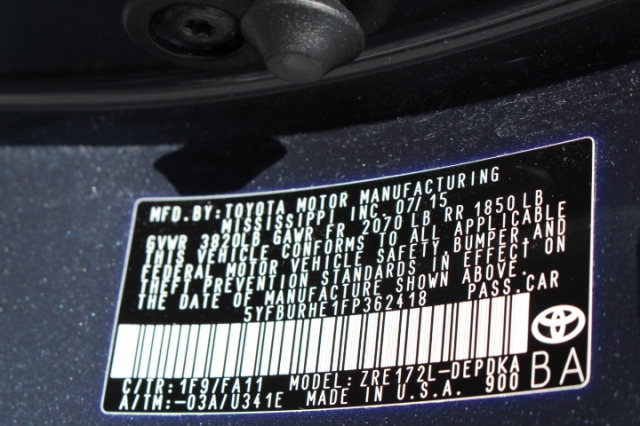 MFD.BY:TOYOTA MOTOR MANUFACTURING
MISSISSIPPI INC. 07/15
GVWR 3820LB GAWR FR 2070 LB RR 1850 LB
THIS VEHICLE CONFORMS TO ALL APPLICABLE
FEDERAL MOTOR VEHICLE SAFETY, BUMPER, AND
THEFT PREVENTION STANDARDS IN EFFECT ON
THE DATE OF MANUFACTURE SHOWN ABOVE.
5YFBURHE1FP362418 PASS.CAR
C/TR:1F9/FA11 MODEL: ZRE172L-DEPDKA
A/TM:-03A/U341E MADE IN U.S.A. 900
BA